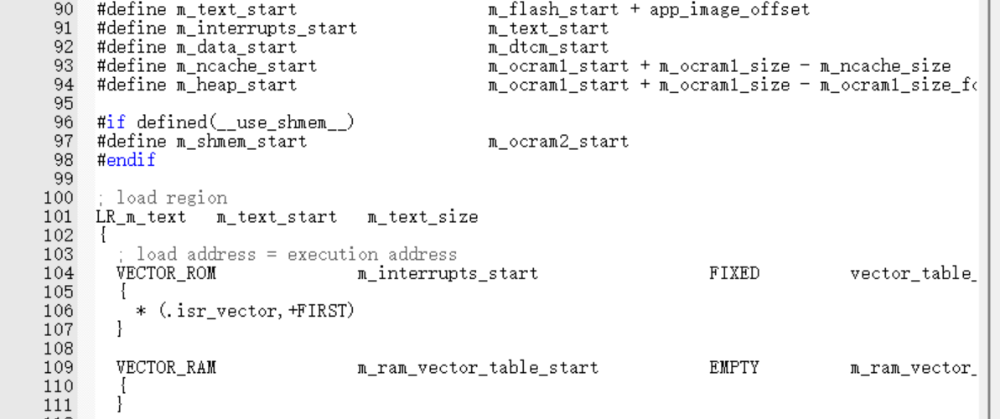 90 #define m_text_start m_flash_start + app_image_offset
91 #define m_interrupts_start m_text_start
92 #define m_data_start m_dtcm_start
93 #define m_ncache_start m_ocram1_start + m_ocram1_size - m_ncache_size
94 #define m_heap_start m_ocram1_start + m_ocram1_size - m_ocram1_size_f
95
96 #if defined(__use_shmem__)
97 #define m_shmem_start m_ocram2_start
98 #endif
99
100 ; load region
101 LR_m_text m_text_start m_text_size
102 {
103 ; load address = execution address
104 VECTOR_ROM m_interrupts_start FIXED vector_table_
105 {
106 * (.isr_vector,+FIRST)
107 }
108
109 VECTOR_RAM m_ram_vector_table_start EMPTY m_ram_vector_
110 {
111 }